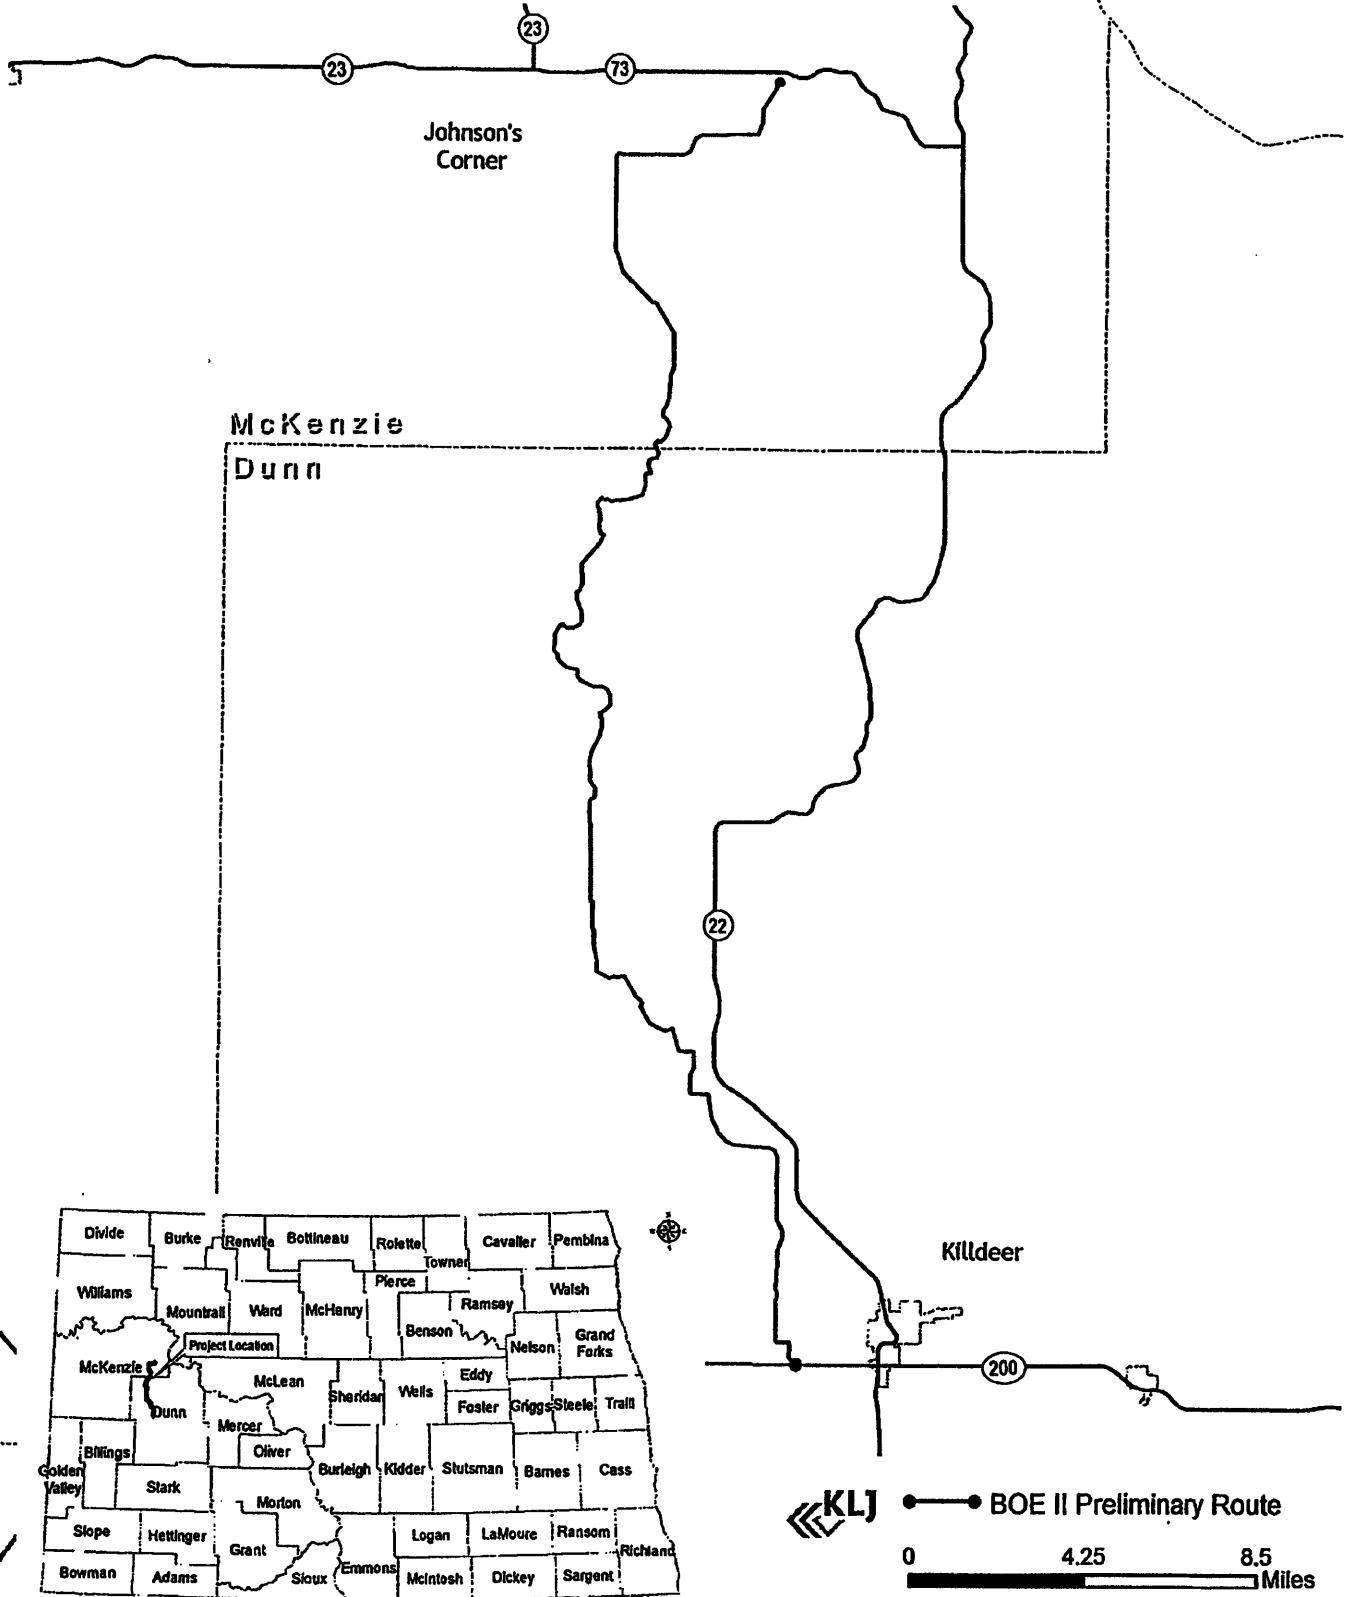 23
23
73
Johnson's
Corner
McKenzie
Dunn
22
Killdeer
200
Divide
Burke
Renville
Bottineau
Rolette
Towner
Cavalier
Pembina
Williams
Mountrail
Ward
McHenry
Pierce
Ramsey
Walsh
Benson
Nelson
Grand
Forks
Project Location
McKenzie
McLean
Sheridan
Wells
Eddy
Foster
Griggs
Steele
Traill
Dunn
Mercer
Oliver
Billings
Golden
Valley
Stark
Burleigh
Kidder
Stutsman
Barnes
Cass
Morton
Slope
Hettinger
Grant
Logan
LaMoure
Ransom
Richland
Bowman
Adams
Sioux
Emmons
McIntosh
Dickey
Sargent
KLJ
BOE II Preliminary Route
0 4.25 8.5
Miles